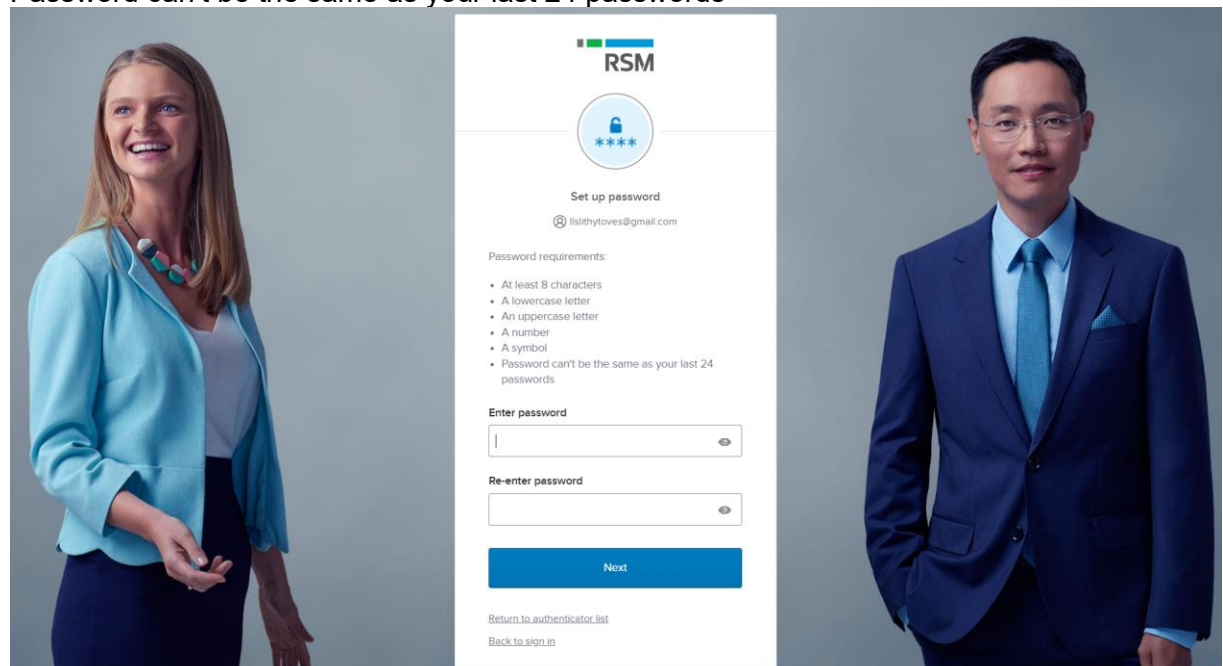 Password can't be the same as your last 24 passwords
RSM
****
Set up password
llslithytoves@gmail.com
Password requirements:
At least 8 characters
A lowercase letter
An uppercase letter
A number
A symbol
Password can't be the same as your last 24
passwords
Enter password
Re-enter password
Next
Return to authenticator list
Back to sign in